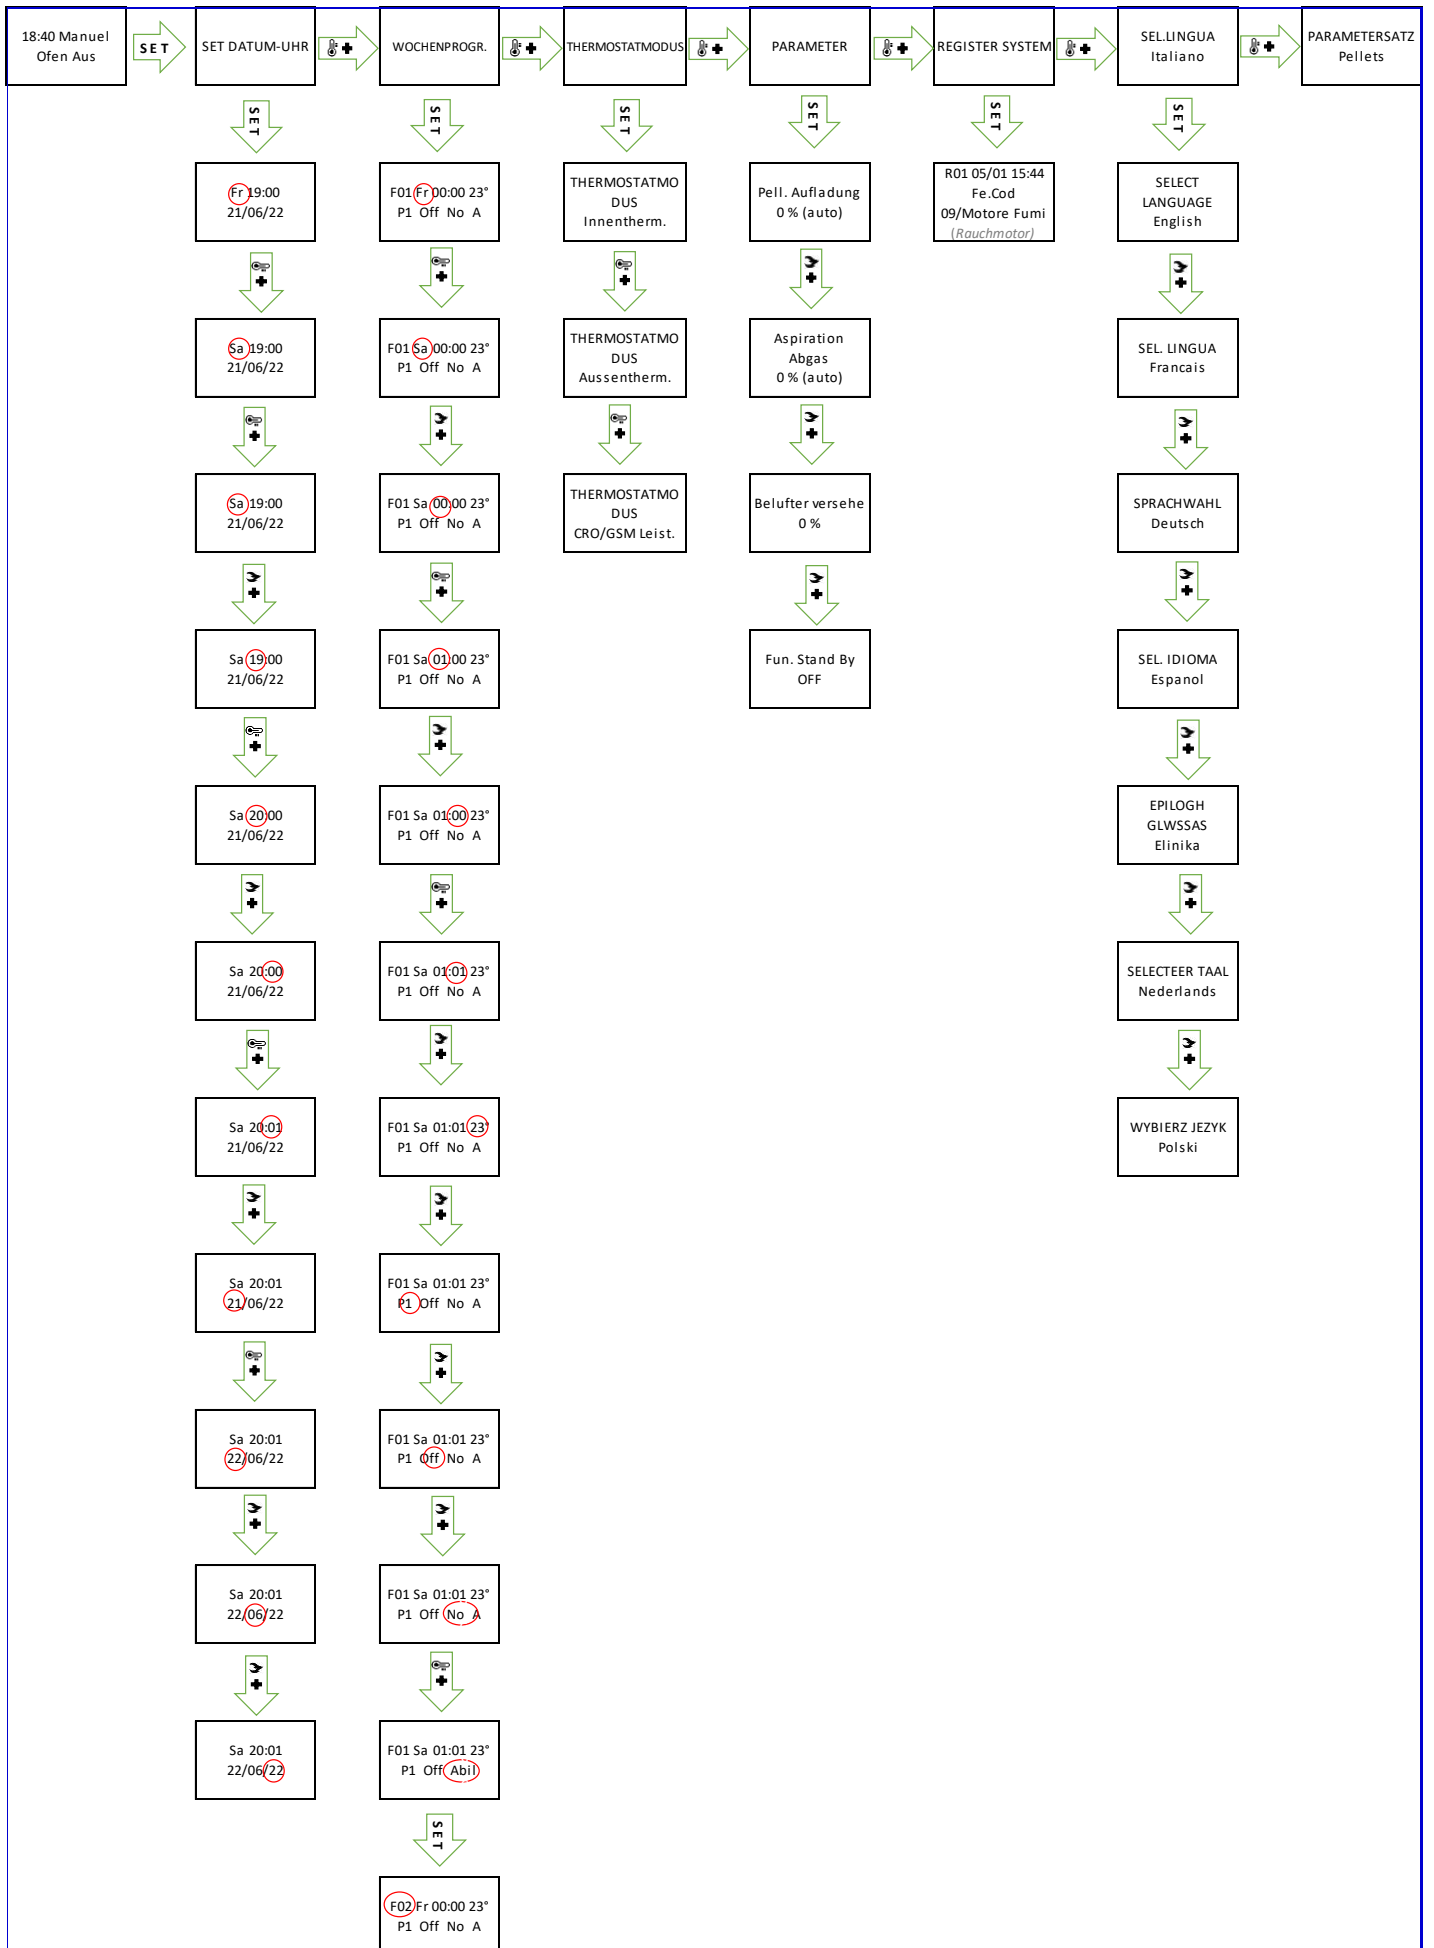 18:40 Manuel
Ofen Aus
SET
SET DATUM-UHR
WOCHENPROGR.
THERMOSTATMODUS
PARAMETER
REGISTER SYSTEM
SEL.LINGUA
Italiano
PARAMETERSATZ
Pellets
SET
Fr 19:00
21/06/22
Sa 19:00
21/06/22
Sa 19:00
21/06/22
Sa 19:00
21/06/22
Sa 20:00
21/06/22
Sa 20:00
21/06/22
Sa 20:01
21/06/22
Sa 20:01
21/06/22
Sa 20:01
22/06/22
Sa 20:01
22/06/22
Sa 20:01
22/06/22
SET
F01 Fr 00:00 23°
P1 Off No A
F01 Sa 00:00 23°
P1 Off No A
F01 Sa 00:00 23°
P1 Off No A
F01 Sa 01:00 23°
P1 Off No A
F01 Sa 01:00 23°
P1 Off No A
F01 Sa 01:01 23°
P1 Off No A
F01 Sa 01:01 23°
P1 Off No A
F01 Sa 01:01 23°
P1 Off No A
F01 Sa 01:01 23°
P1 Off No A
F01 Sa 01:01 23°
P1 Off No A
F01 Sa 01:01 23°
P1 Off Abil
SET
F02 Fr 00:00 23°
P1 Off No A
SET
THERMOSTATMO
DUS
Innentherm.
THERMOSTATMO
DUS
Aussentherm.
THERMOSTATMO
DUS
CRO/GSM Leist.
SET
Pell. Aufladung
0 % (auto)
Aspiration
Abgas
0 % (auto)
Belufter versehe
0 %
Fun. Stand By
OFF
SET
R01 05/01 15:44
Fe.Cod
09/Motore Fumi
(Rauchmotor)
SET
SELECT
LANGUAGE
English
SEL. LINGUA
Francais
SPRACHWAHL
Deutsch
SEL. IDIOMA
Espanol
EPILOGH
GLWSSAS
Elinika
SELECTEER TAAL
Nederlands
WYBIERZ JEZYK
Polski